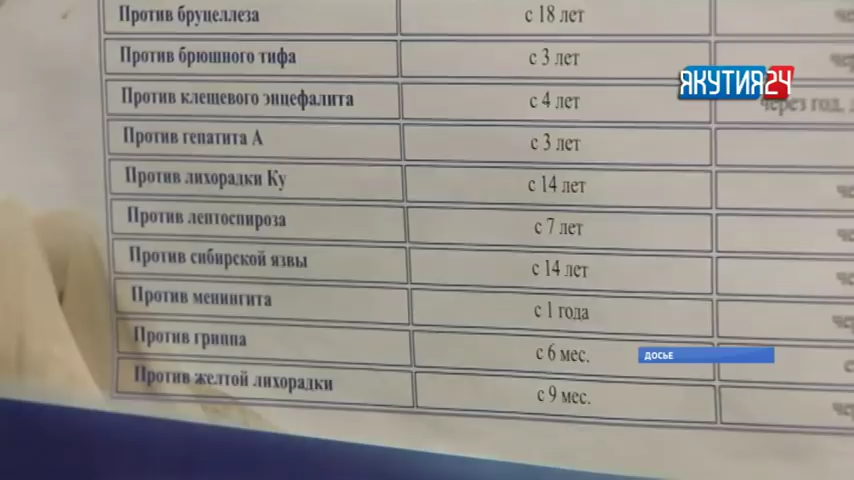 Против бруцеллеза с 18 лет
Против брюшного тифа с 3 лет
ЯКУТИЯ24
Против клещевого энцефалита с 4 лет через год,
Против гепатита А с 3 лет
Против лихорадки Ку с 14 лет
Против лептоспироза с 7 лет
Против сибирской язвы с 14 лет
Против менингита с 1 года
Против гриппа с 6 мес.
ДОСЬЕ
Против желтой лихорадки с 9 мес.